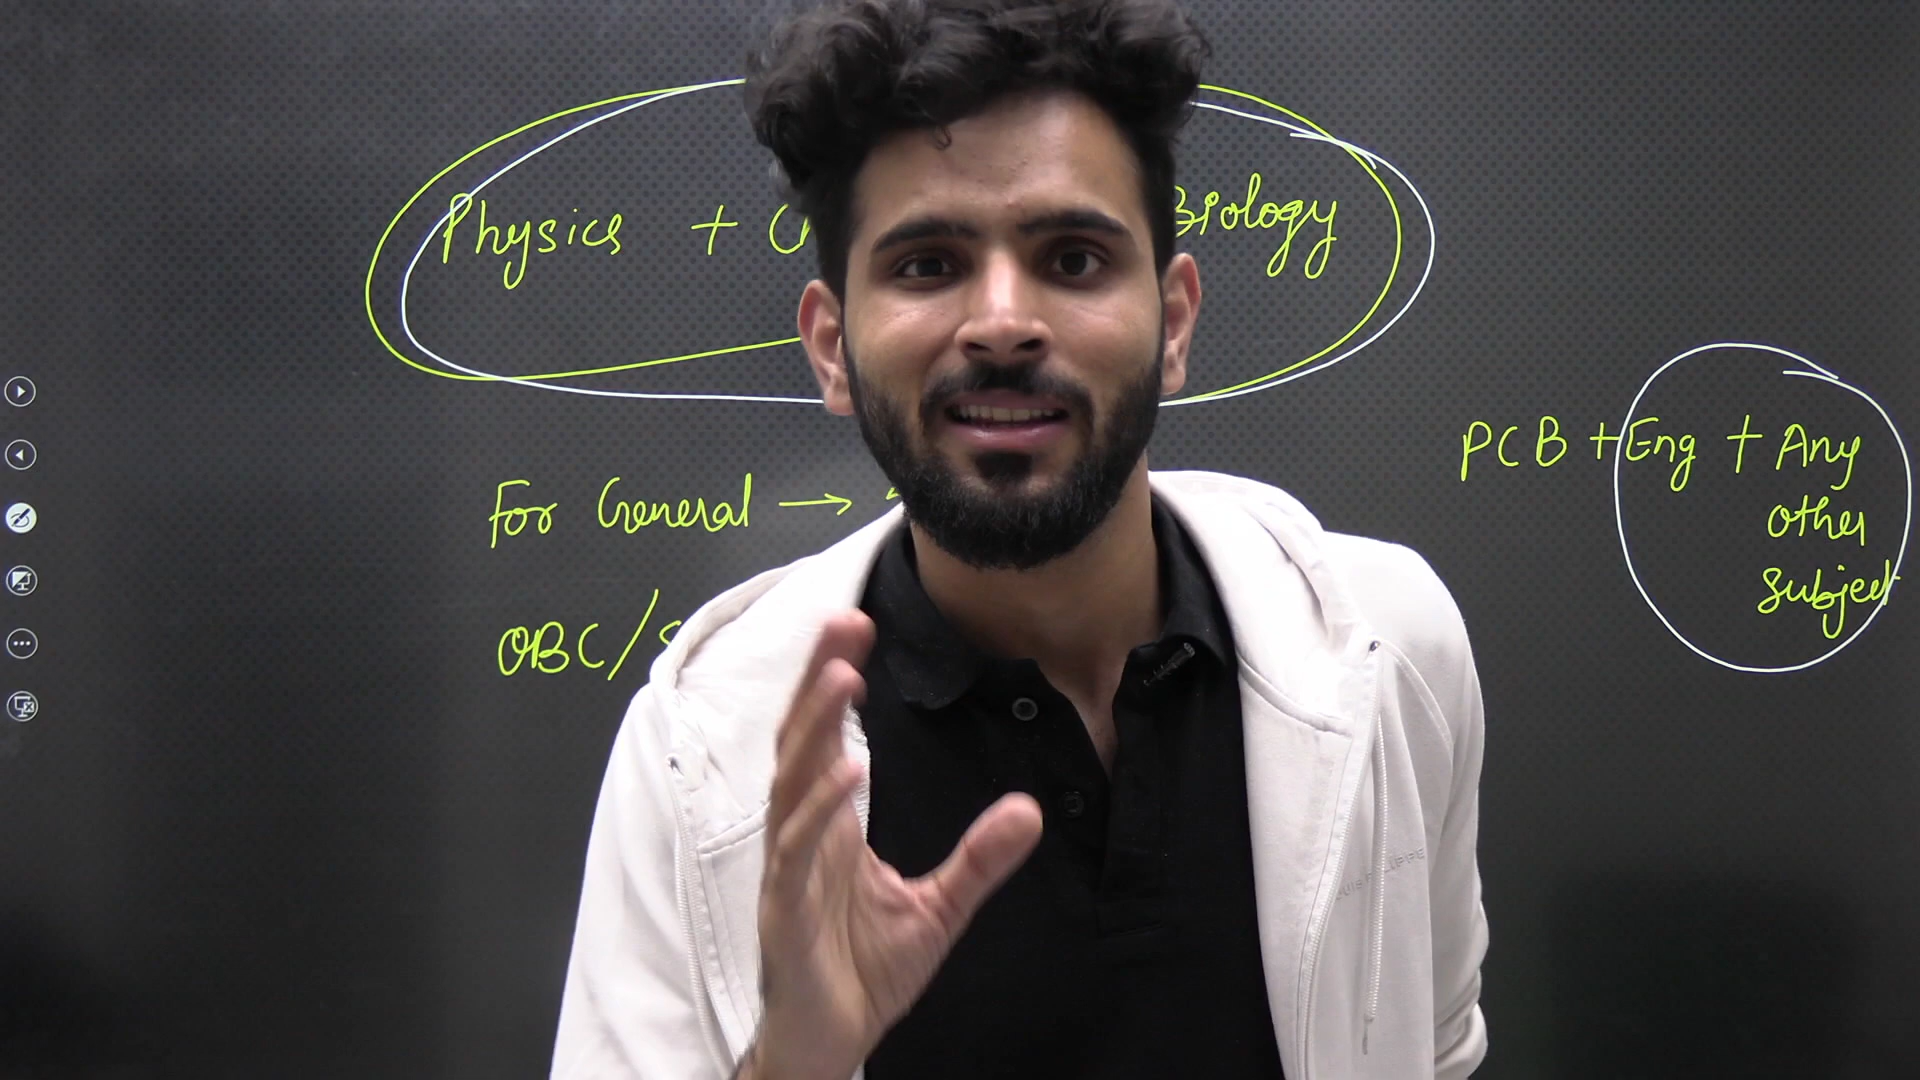 Physics + Biology
For General →
OBC/
PCB + Eng + Any
other
subject